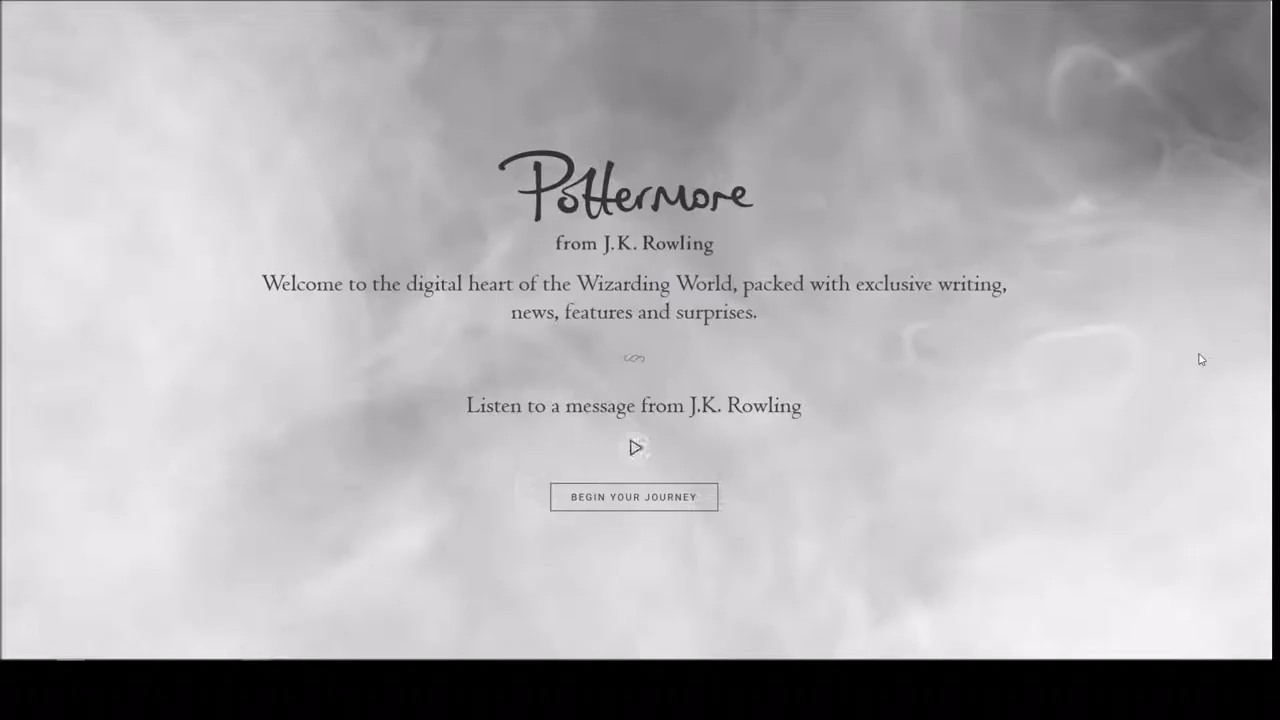 Pottermore
from J.K. Rowling
Welcome to the digital heart of the Wizarding World, packed with exclusive writing,
news, features and surprises.
Listen to a message from J.K. Rowling
BEGIN YOUR JOURNEY